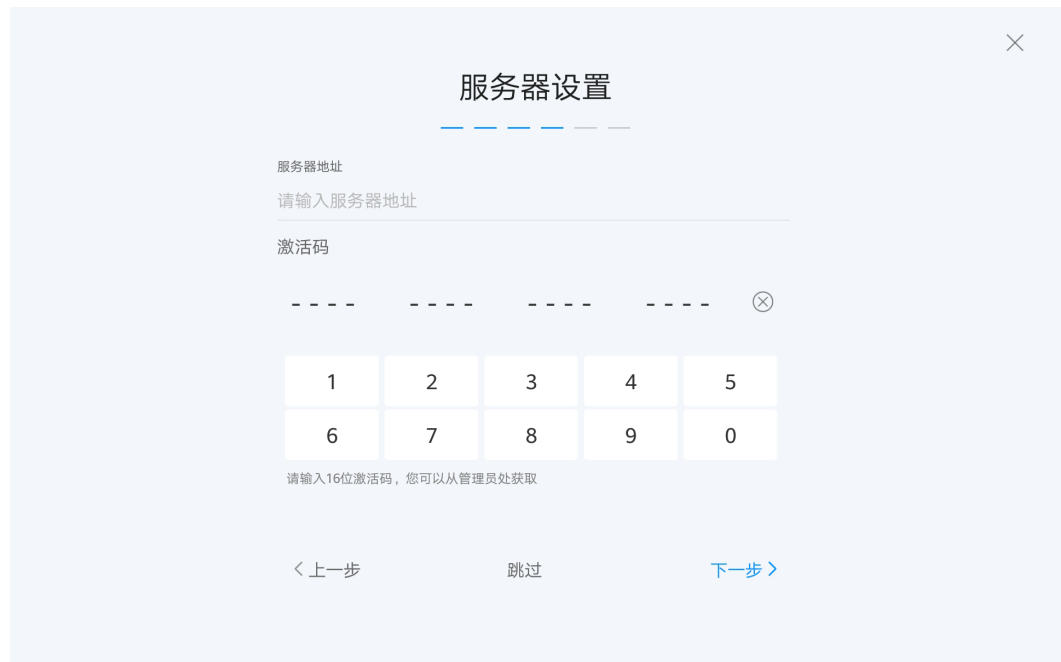 服务器设置
服务器地址
请输入服务器地址
激活码
---- ---- ---- ----
1 2 3 4 5
6 7 8 9 0
请输入16位激活码，您可以从管理员处获取
上一步 跳过 下一步